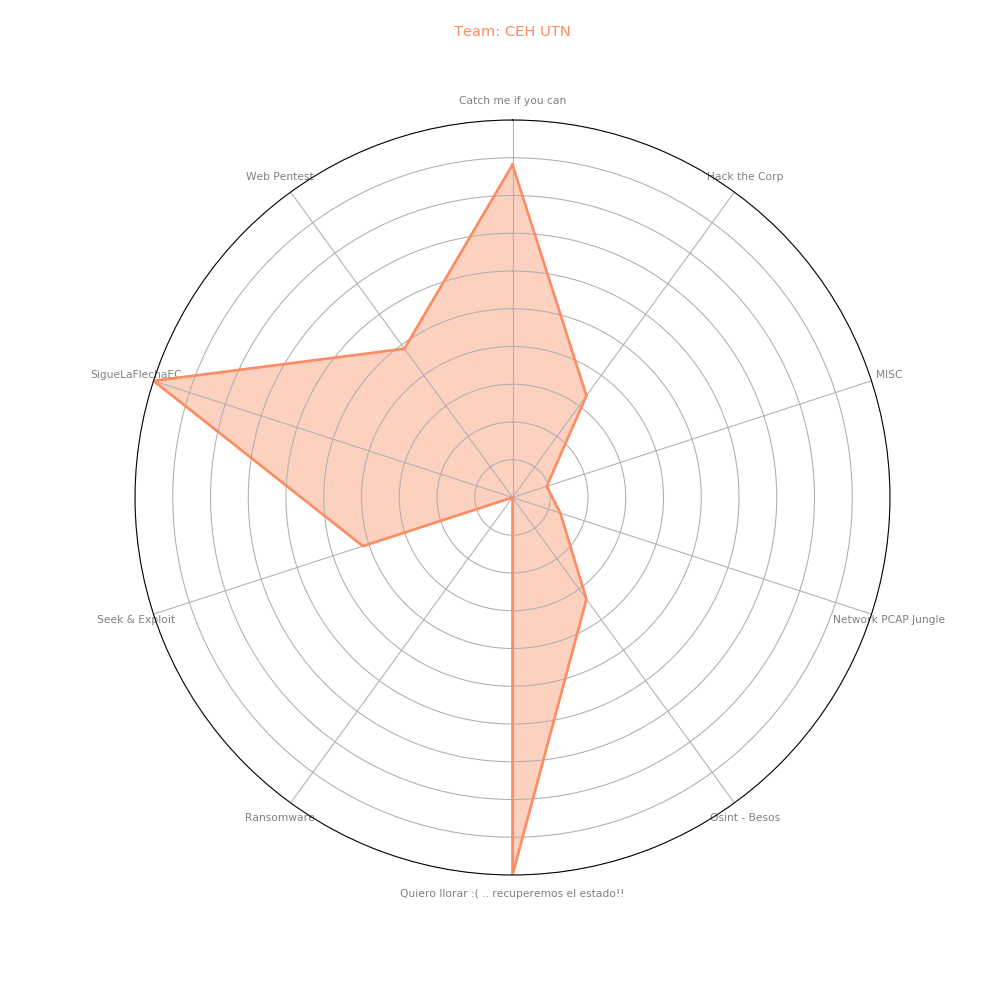 Team: CEH UTN
Catch me if you can
Web Pentest
Hack the Corp
SigueLaFlechaEC
MISC
Seek & Exploit
Network PCAP Jungle
Ransomware
Osint - Besos
Quiero llorar :( .. recuperemos el estado!!